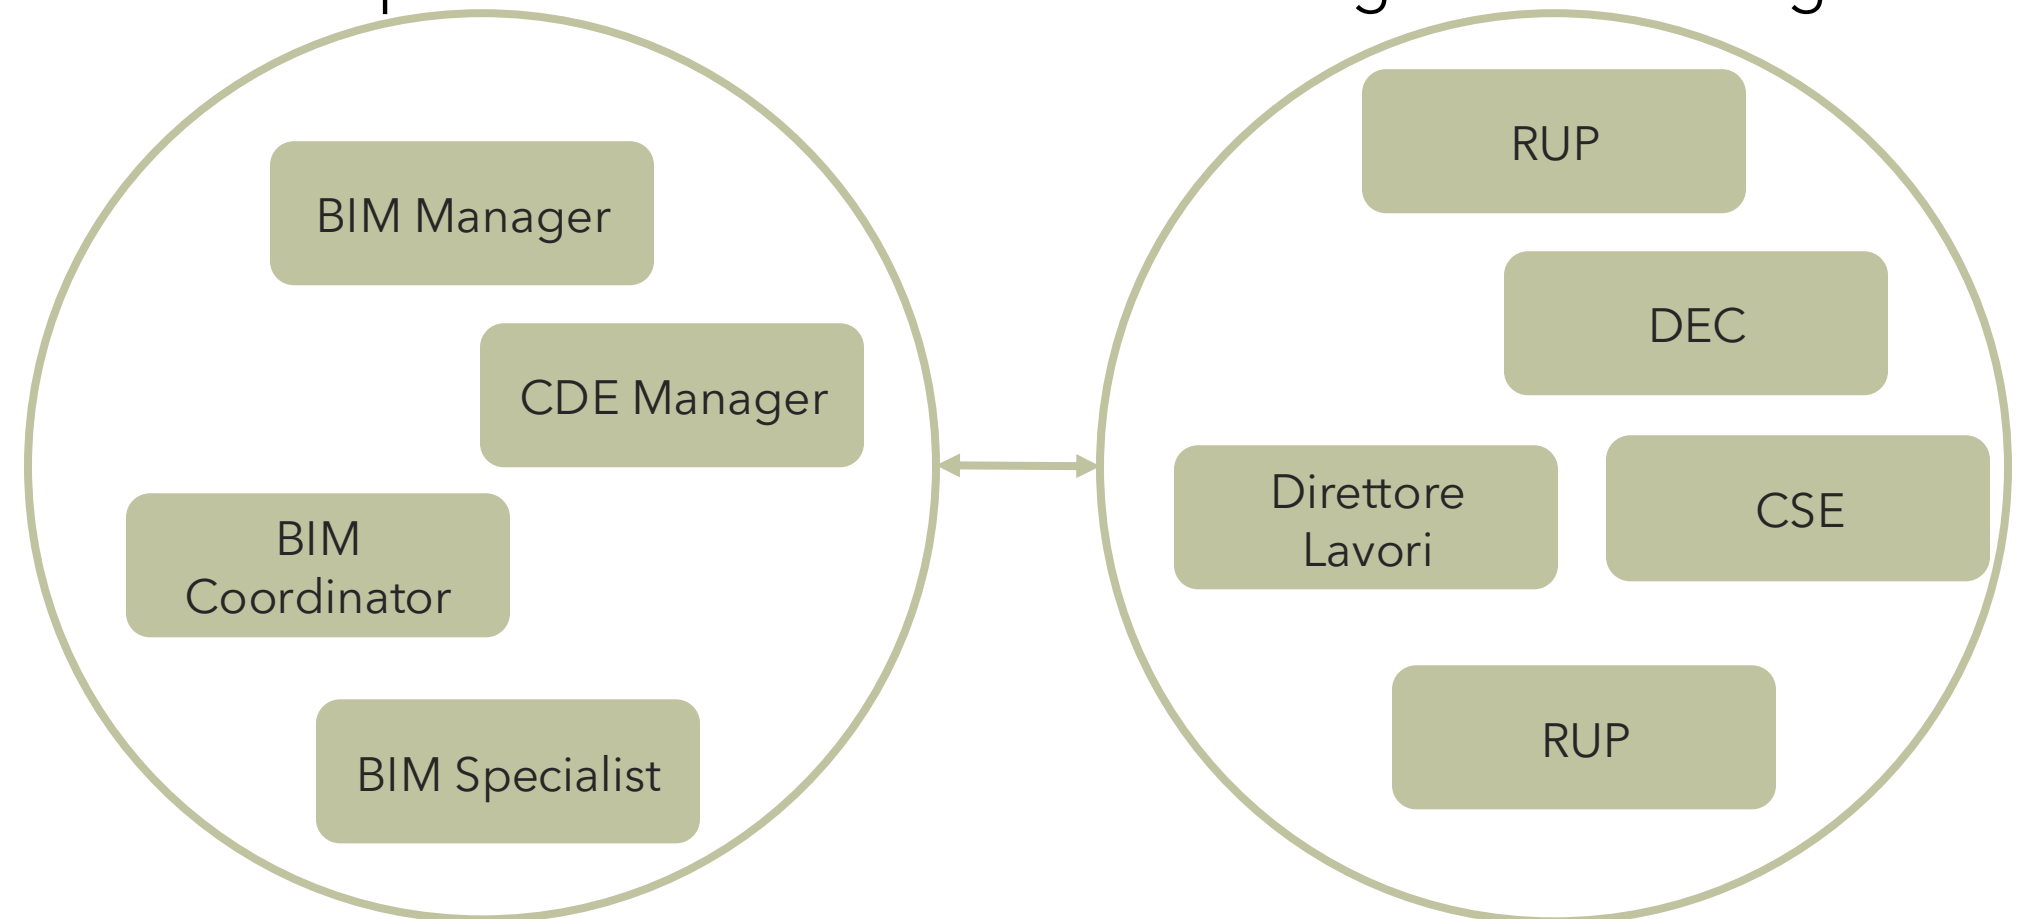 BIM Manager
CDE Manager
BIM
Coordinator
BIM Specialist
RUP
DEC
Direttore
Lavori
CSE
RUP